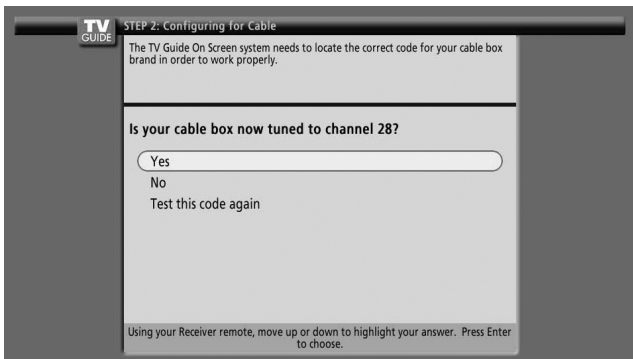 TV
GUIDE
STEP 2: Configuring for Cable
The TV Guide On Screen system needs to locate the correct code for your cable box
brand in order to work properly.
Is your cable box now tuned to channel 28?
Yes
No
Test this code again
Using your Receiver remote, move up or down to highlight your answer. Press Enter
to choose.